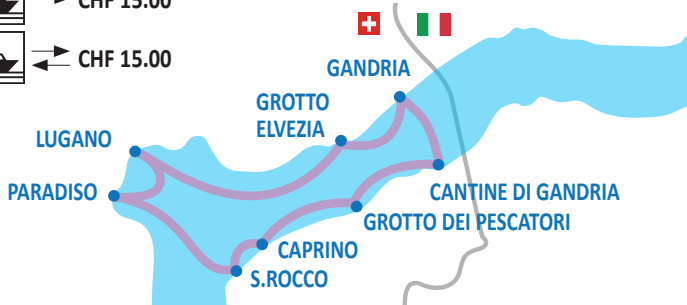 CHF 15.00
CHF 15.00
GANDRIA
GROTTO
ELVEZIA
LUGANO
PARADISO
CANTINE DI GANDRIA
GROTTO DEI PESCATORI
CAPRINO
S.ROCCO